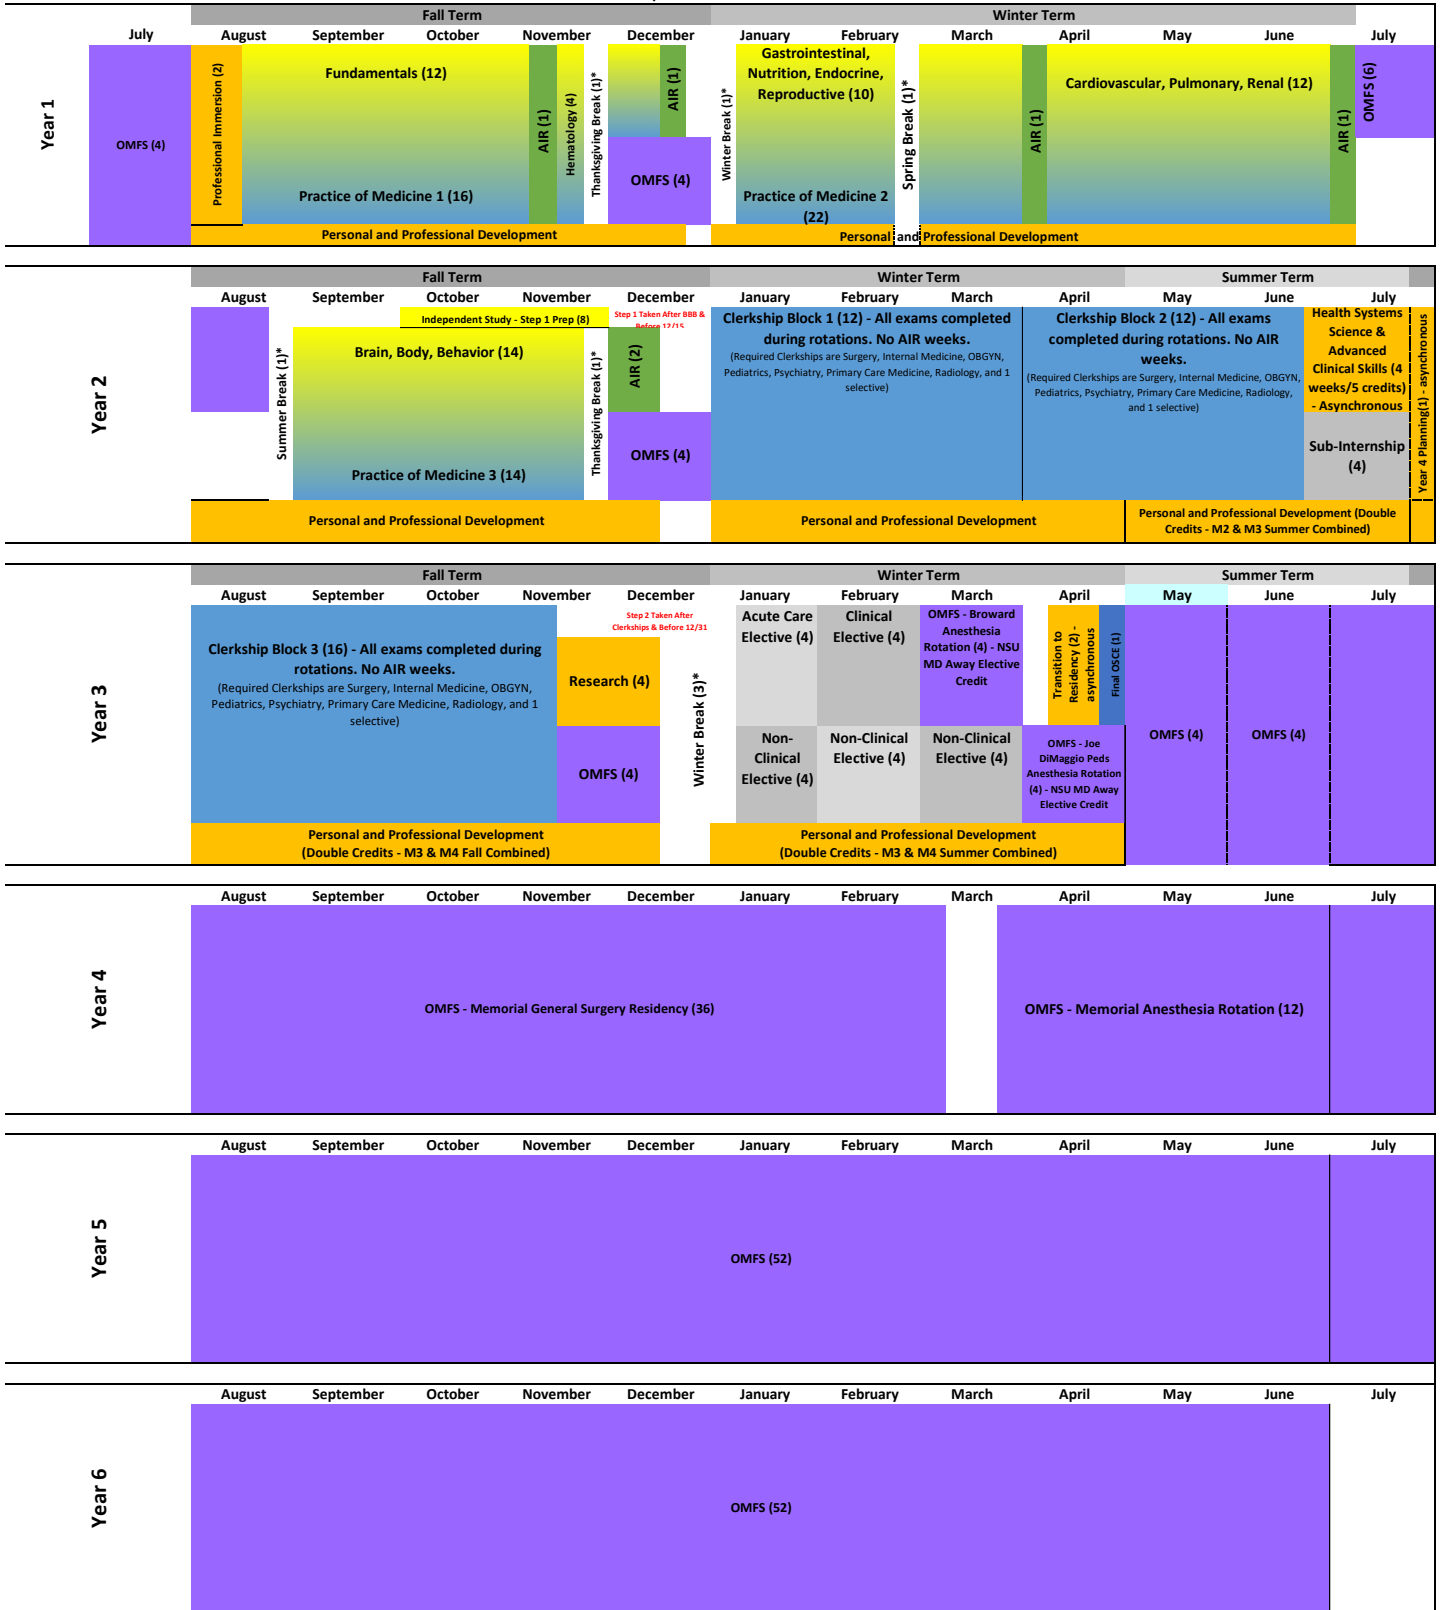 Fall Term
Winter Term
July
August
September
October
November
December
January
February
March
April
May
June
July
Year 1
OMFS (4)
Professional Immersion (2)
Fundamentals (12)
Practice of Medicine 1 (16)
AIR (1)
Hematology (4)
Thanksgiving Break (1)*
AIR (1)
OMFS (4)
Winter Break (1)*
Gastrointestinal,
Nutrition, Endocrine,
Reproductive (10)
Practice of Medicine 2
(22)
Spring Break (1)*
AIR (1)
Cardiovascular, Pulmonary, Renal (12)
AIR (1)
OMFS (6)
Personal and Professional Development
Personal and Professional Development
Fall Term
Winter Term
Summer Term
August
September
October
November
December
January
February
March
April
May
June
July
Year 2
Summer Break (1)*
Independent Study - Step 1 Prep (8)
Brain, Body, Behavior (14)
Practice of Medicine 3 (14)
Thanksgiving Break (1)*
Step 1 Taken After BBB &
Before 12/15
AIR (2)
OMFS (4)
Clerkship Block 1 (12) - All exams completed
during rotations. No AIR weeks.
(Required Clerkships are Surgery, Internal Medicine, OBGYN,
Pediatrics, Psychiatry, Primary Care Medicine, Radiology, and 1
selective)
Clerkship Block 2 (12) - All exams
completed during rotations. No AIR
weeks.
(Required Clerkships are Surgery, Internal Medicine, OBGYN,
Pediatrics, Psychiatry, Primary Care Medicine, Radiology,
and 1 selective)
Health Systems
Science &
Advanced
Clinical Skills (4
weeks/5 credits)
- Asynchronous
Sub-Internship
(4)
Year 4 Planning(1) - asynchronous
Personal and Professional Development
Personal and Professional Development
Personal and Professional Development (Double
Credits - M2 & M3 Summer Combined)
Fall Term
Winter Term
Summer Term
August
September
October
November
December
January
February
March
April
May
June
July
Year 3
Clerkship Block 3 (16) - All exams completed during
rotations. No AIR weeks.
(Required Clerkships are Surgery, Internal Medicine, OBGYN,
Pediatrics, Psychiatry, Primary Care Medicine, Radiology, and 1
selective)
Step 2 Taken After
Clerkships & Before 12/31
Research (4)
OMFS (4)
Winter Break (3)*
Acute Care
Elective (4)
Non-
Clinical
Elective (4)
Clinical
Elective (4)
Non-Clinical
Elective (4)
OMFS - Broward
Anesthesia
Rotation (4) - NSU
MD Away Elective
Credit
Non-Clinical
Elective (4)
Transition to
Residency (2) -
asynchronous
Final OSCE (1)
OMFS - Joe
DiMaggio Peds
Anesthesia Rotation
(4) - NSU MD Away
Elective Credit
OMFS (4)
OMFS (4)
Personal and Professional Development
(Double Credits - M3 & M4 Fall Combined)
Personal and Professional Development
(Double Credits - M3 & M4 Summer Combined)
August
September
October
November
December
January
February
March
April
May
June
July
Year 4
OMFS - Memorial General Surgery Residency (36)
OMFS - Memorial Anesthesia Rotation (12)
August
September
October
November
December
January
February
March
April
May
June
July
Year 5
OMFS (52)
August
September
October
November
December
January
February
March
April
May
June
July
Year 6
OMFS (52)